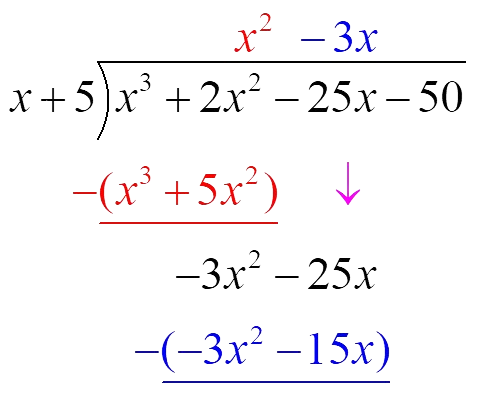 x² −3x
x + 5)x³ + 2x² − 25x − 50
−(x³ + 5x²) ↓
−3x² − 25x
−(−3x² − 15x)